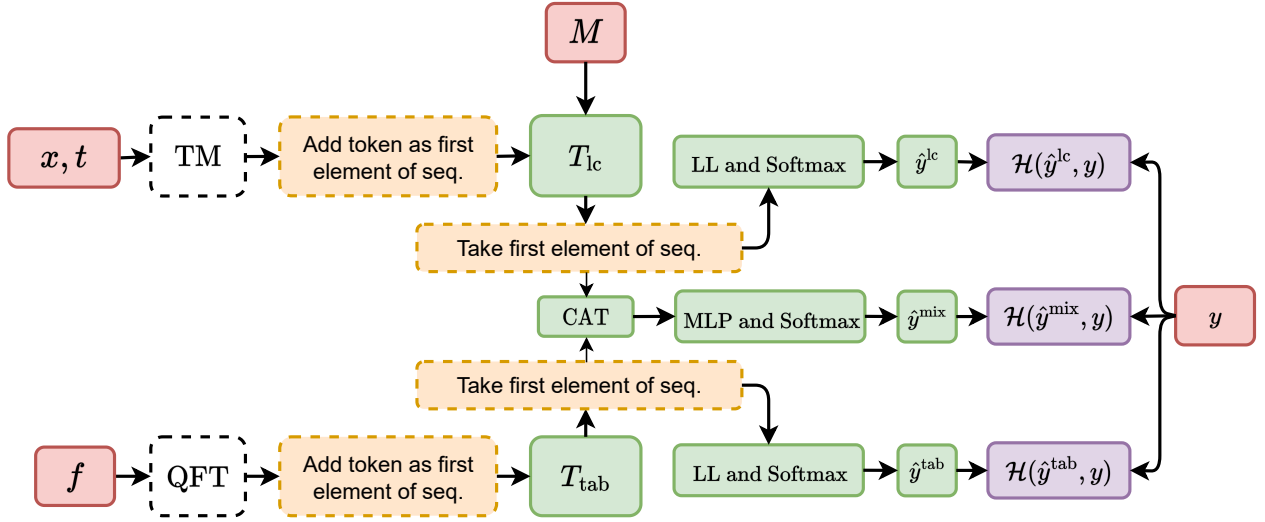 M
x, t
TM
Add token as first
element of seq.
T_lc
LL and Softmax
ŷ^lc
ℋ(ŷ^lc, y)
Take first element of seq.
CAT
MLP and Softmax
ŷ^mix
ℋ(ŷ^mix, y)
y
Take first element of seq.
f
QFT
Add token as first
element of seq.
T_tab
LL and Softmax
ŷ^tab
ℋ(ŷ^tab, y)